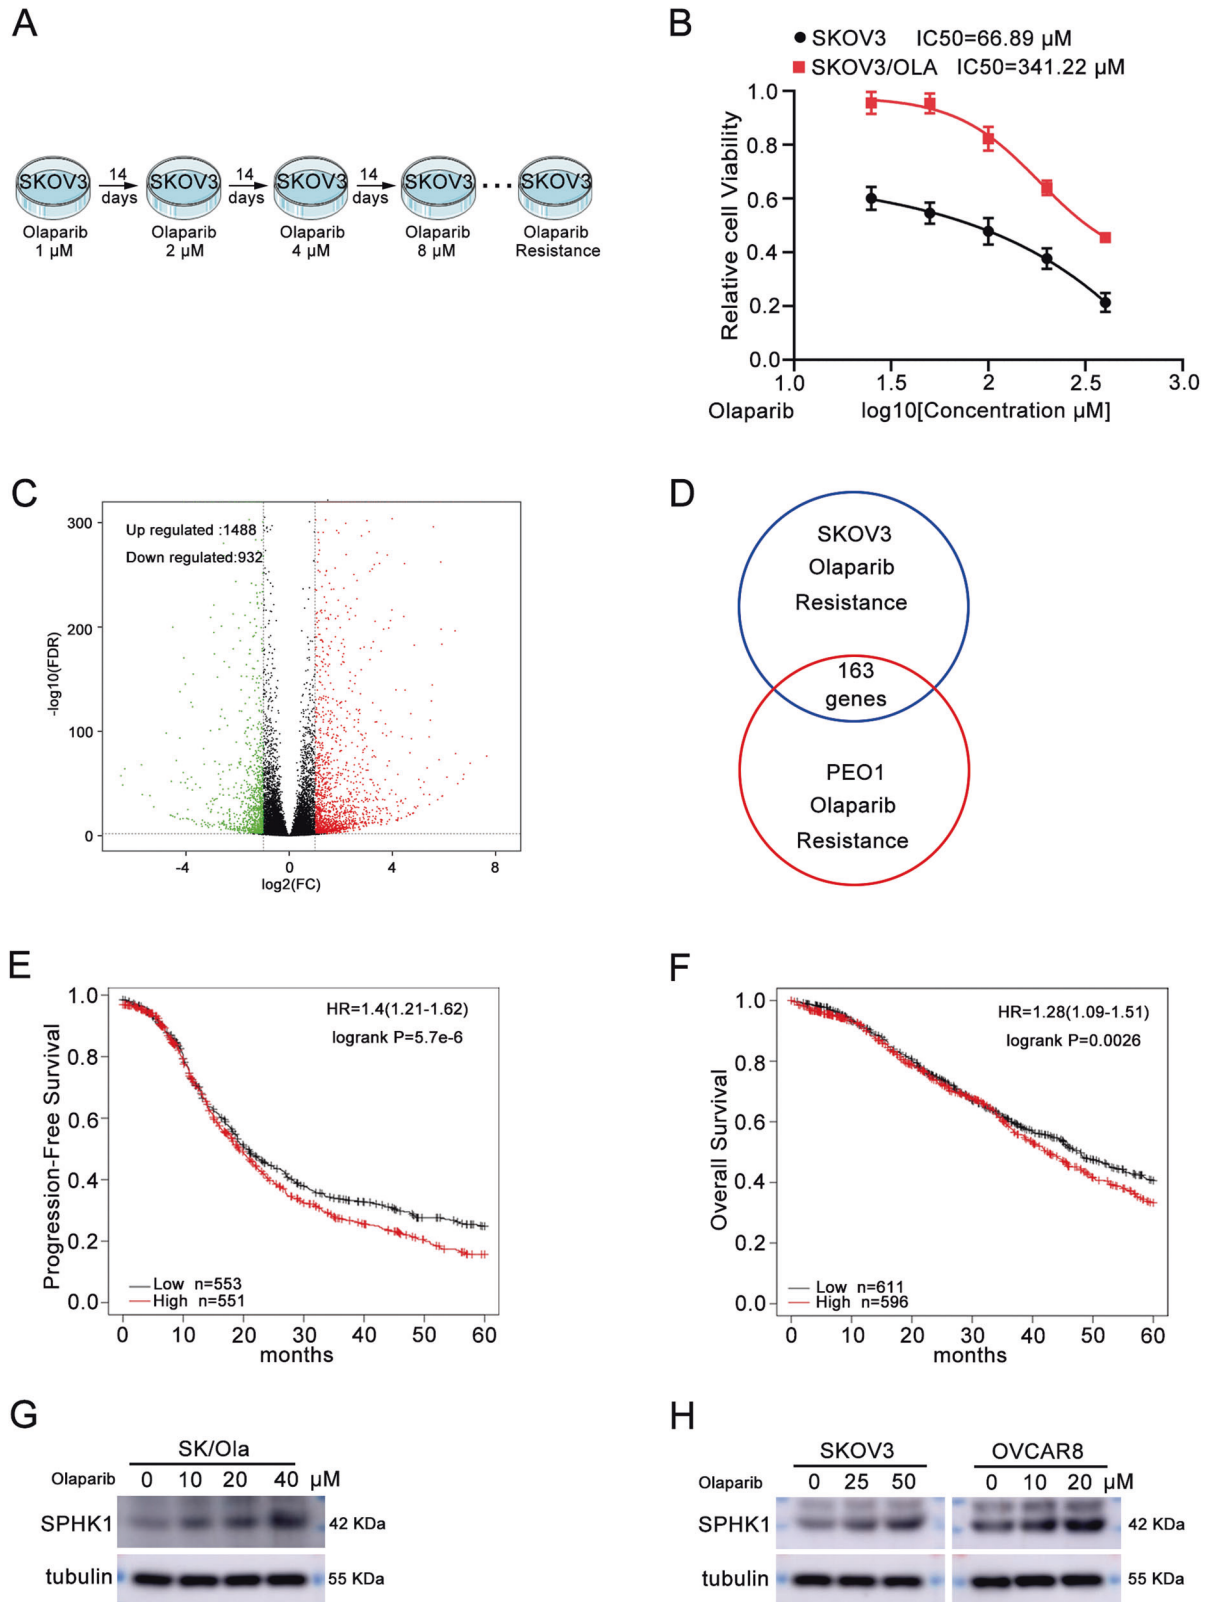 A
SKOV3 14 days SKOV3 14 days SKOV3 14 days SKOV3 ... SKOV3
Olaparib Olaparib Olaparib Olaparib Olaparib
1 μM 2 μM 4 μM 8 μM Resistance
B
SKOV3 IC50=66.89 μM
SKOV3/OLA IC50=341.22 μM
Relative cell Viability
1.0
0.8
0.6
0.4
0.2
0.0
1.0 1.5 2 2.5 3.0
Olaparib log10[Concentration μM]
C
Up regulated :1488
Down regulated:932
-log10(FDR)
300
200
100
0
-4 0 4 8
log2(FC)
D
SKOV3
Olaparib
Resistance
163
genes
PEO1
Olaparib
Resistance
E
HR=1.4(1.21-1.62)
logrank P=5.7e-6
Progression-Free Survival
1.0
0.8
0.6
0.4
0.2
0.0
Low n=553
High n=551
0 10 20 30 40 50 60
months
F
HR=1.28(1.09-1.51)
logrank P=0.0026
Overall Survival
1.0
0.8
0.6
0.4
0.2
0.0
Low n=611
High n=596
0 10 20 30 40 50 60
months
G
SK/Ola
Olaparib 0 10 20 40 μM
SPHK1 42 KDa
tubulin 55 KDa
H
SKOV3 OVCAR8
Olaparib 0 25 50 0 10 20 μM
SPHK1 42 KDa
tubulin 55 KDa